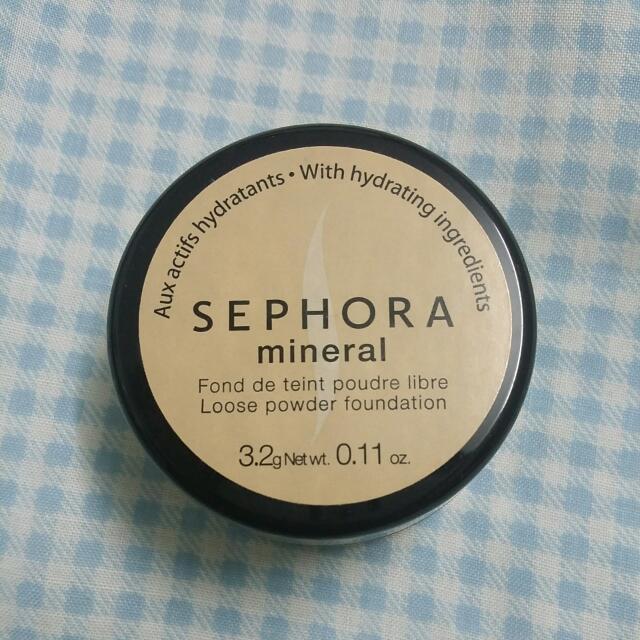 Aux actifs hydratants • With hydrating ingredients
SEPHORA
mineral
Fond de teint poudre libre
Loose powder foundation
3.2g Net wt. 0.11 oz.